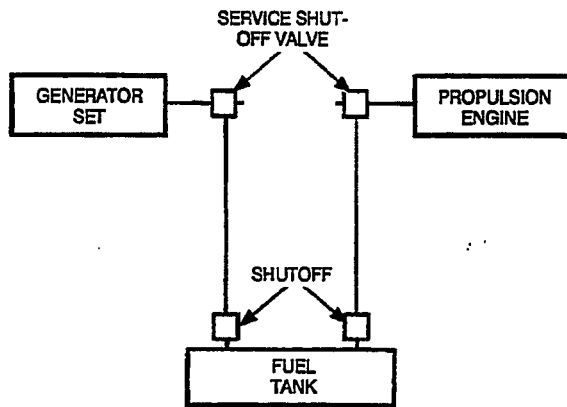 SERVICE SHUT-
OFF VALVE
GENERATOR
SET
PROPULSION
ENGINE
SHUTOFF
FUEL
TANK